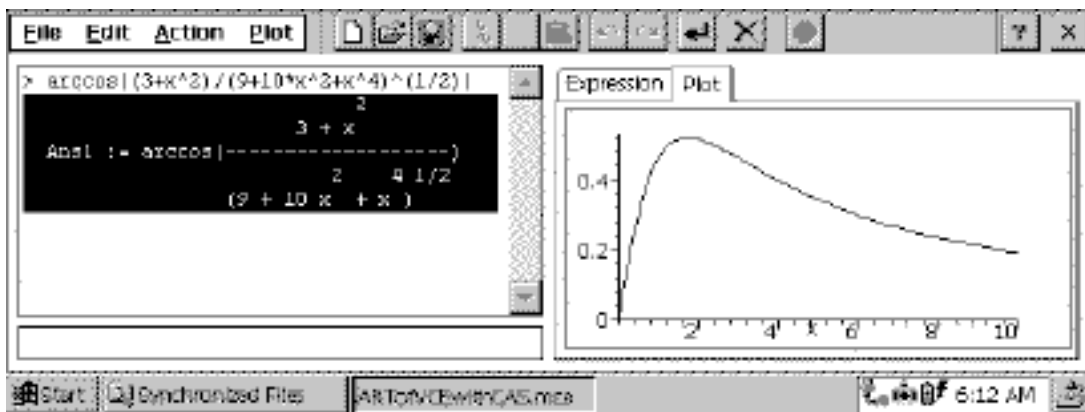 File Edit Action Plot
? ×
> arccos((3+x^2)/(9+10*x^2+x^4)^(1/2))
2
3 + x
Ans1 := arccos(-------------------)
2 4 1/2
(9 + 10 x + x )
Expression Plot
0.4
0.2
0
2 4 x 6 8 10
Start Synchronized Files ARTofVCEwithCAS.mcs 6:12 AM